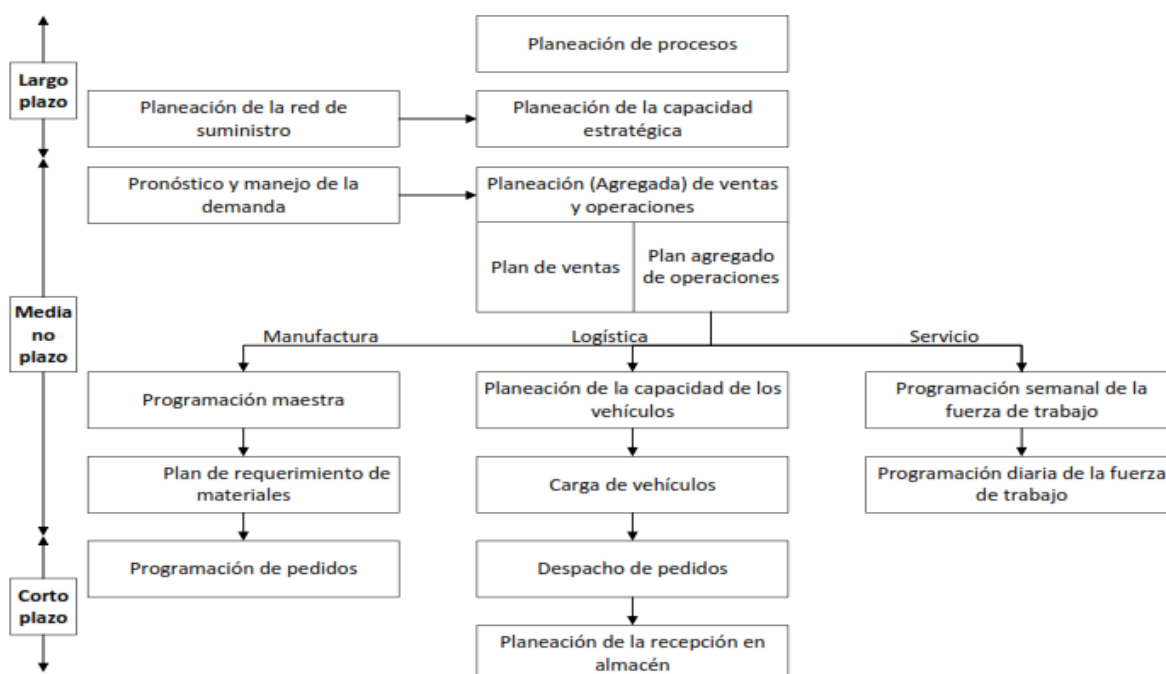 Planeación de procesos
Largo
plazo
Planeación de la red de
suministro
Planeación de la capacidad
estratégica
Pronóstico y manejo de la
demanda
Planeación (Agregada) de ventas
y operaciones
Plan de ventas
Plan agregado
de operaciones
Media
no
plazo
Manufactura
Logística
Servicio
Programación maestra
Planeación de la capacidad de los
vehículos
Programación semanal de la
fuerza de trabajo
Plan de requerimiento de
materiales
Carga de vehículos
Programación diaria de la fuerza
de trabajo
Corto
plazo
Programación de pedidos
Despacho de pedidos
Planeación de la recepción en
almacén